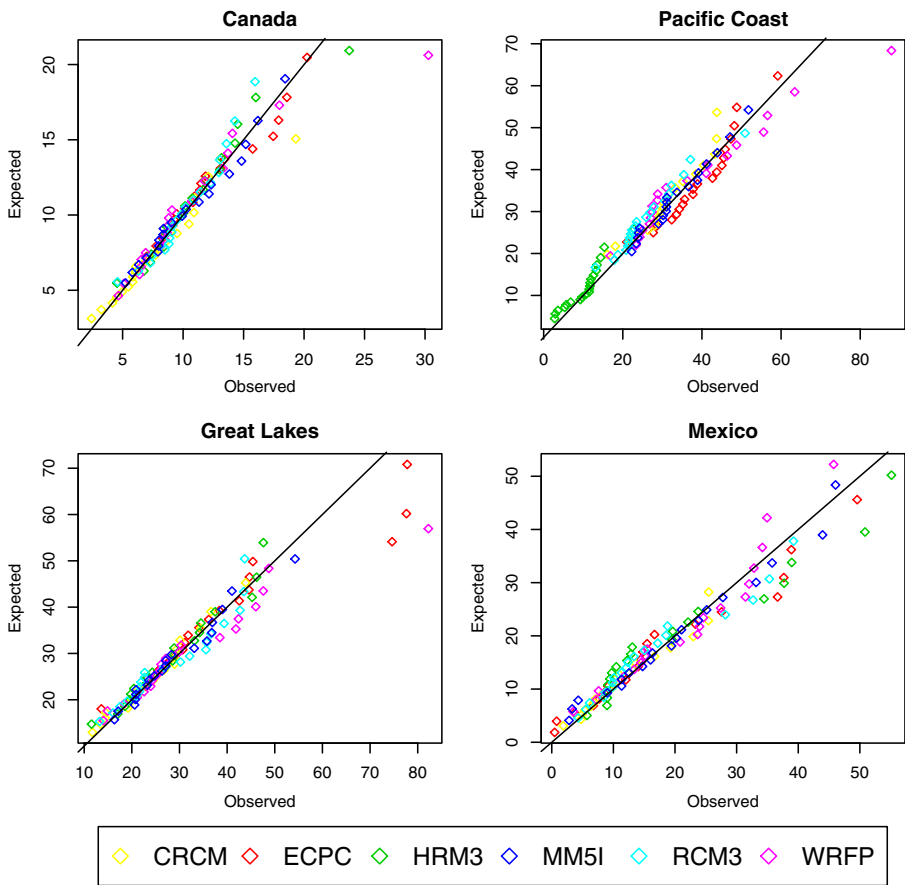 Canada
Pacific Coast
Expected
5 10 15 20
5 10 15 20 25 30
Observed
Expected
10 20 30 40 50 60 70
0 20 40 60 80
Observed
Great Lakes
Mexico
Expected
20 30 40 50 60 70
10 20 30 40 50 60 70 80
Observed
Expected
0 10 20 30 40 50
0 10 20 30 40 50
Observed
CRCM ECPC HRM3 MM5I RCM3 WRFP